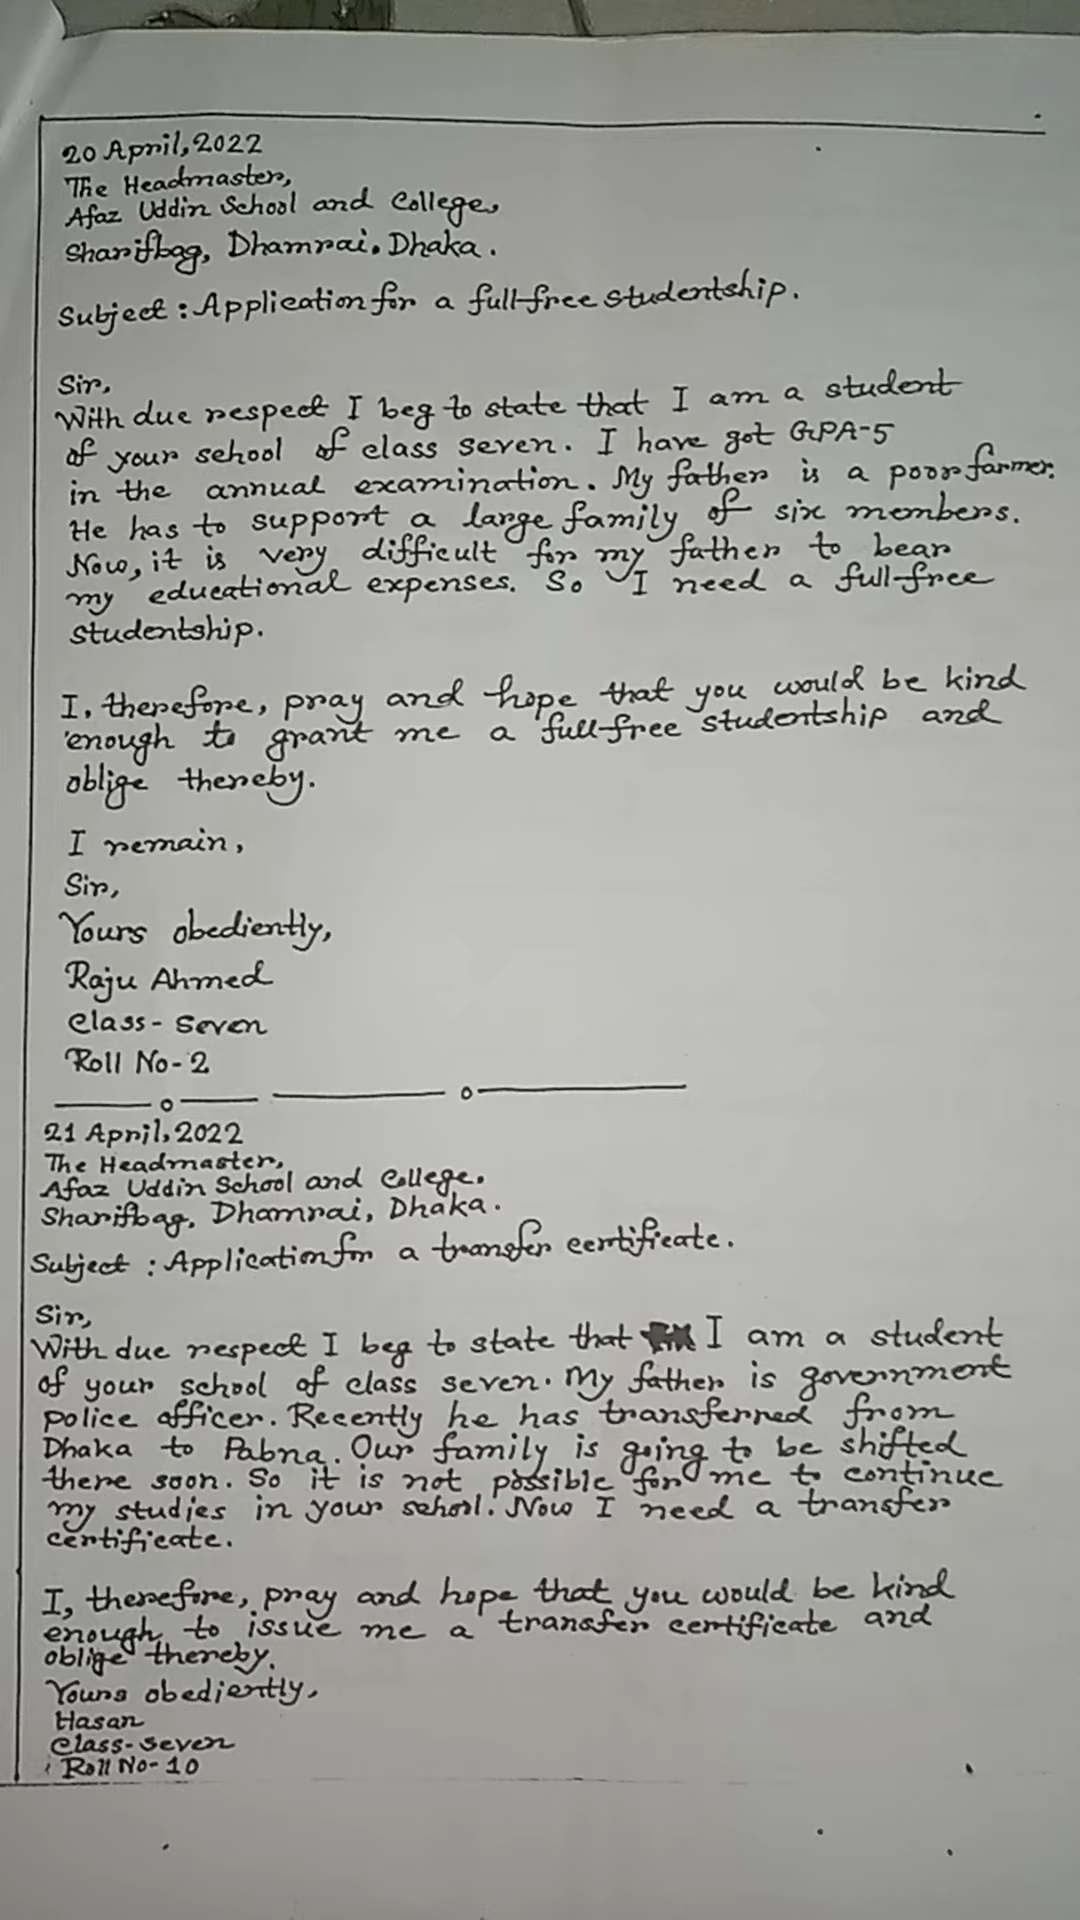 20 April, 2022
The Headmaster,
Afaz Uddin School and College,
Sharifbag, Dhamrai, Dhaka.
Subject : Application for a full-free studentship.
Sir,
With due respect I beg to state that I am a student
of your school of class seven. I have got GPA-5
in the annual examination. My father is a poor farmer.
He has to support a large family of six members.
Now, it is very difficult for my father to bear
my educational expenses. So I need a full-free
studentship.
I, therefore, pray and hope that you would be kind
enough to grant me a full-free studentship and
oblige thereby.
I remain,
Sir,
Yours obediently,
Raju Ahmed
Class- Seven
Roll No- 2
21 April, 2022
The Headmaster,
Afaz Uddin School and College.
Sharifbag, Dhamrai, Dhaka.
Subject : Application for a transfer certificate.
Sir,
With due respect I beg to state that I am a student
of your school of class seven. My father is government
police officer. Recently he has transferred from
Dhaka to Pabna. Our family is going to be shifted
there soon. So it is not possible for me to continue
my studies in your school. Now I need a transfer
certificate.
I, therefore, pray and hope that you would be kind
enough to issue me a transfer certificate and
oblige thereby.
Yours obediently,
Hasan
Class- Seven
Roll No- 10